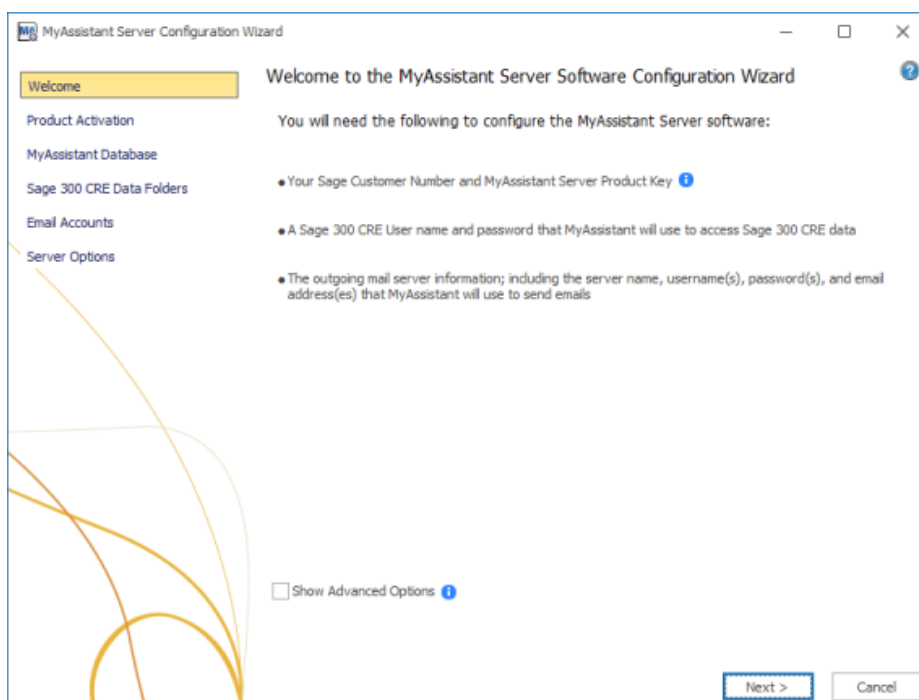 MyAssistant Server Configuration Wizard
Welcome
Product Activation
MyAssistant Database
Sage 300 CRE Data Folders
Email Accounts
Server Options
Welcome to the MyAssistant Server Software Configuration Wizard
You will need the following to configure the MyAssistant Server software:
• Your Sage Customer Number and MyAssistant Server Product Key
• A Sage 300 CRE User name and password that MyAssistant will use to access Sage 300 CRE data
• The outgoing mail server information; including the server name, username(s), password(s), and email
address(es) that MyAssistant will use to send emails
Show Advanced Options
Next >
Cancel